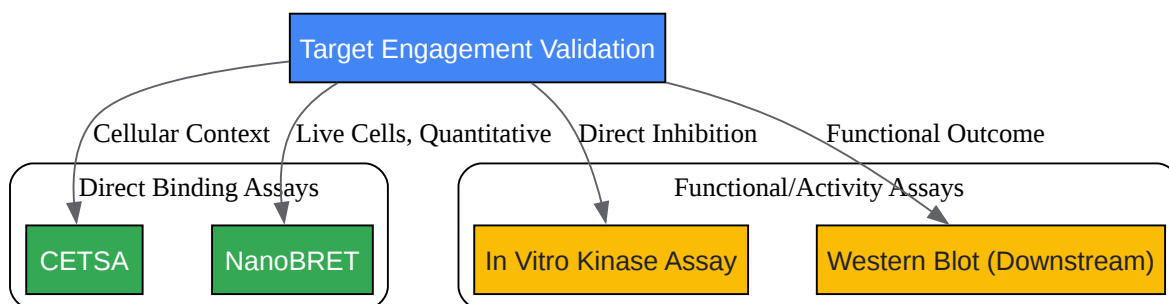 Target Engagement Validation
Cellular Context
Live Cells, Quantitative
Direct Inhibition
Functional Outcome
Direct Binding Assays
Functional/Activity Assays
CETSA
NanoBRET
In Vitro Kinase Assay
Western Blot (Downstream)